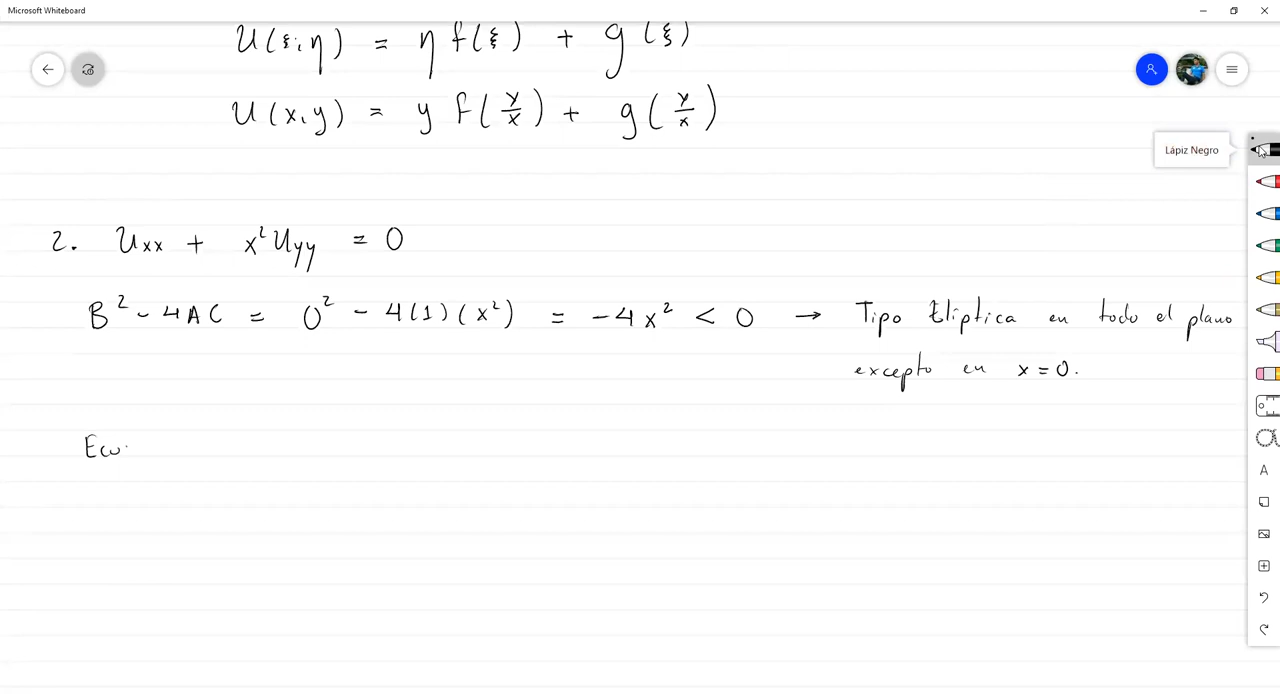 Microsoft Whiteboard
u(ξ,η) = η f(ξ) + g(ξ)
u(x,y) = y f(y/x) + g(y/x)
Lápiz Negro
2. Uxx + x²Uyy = 0
B² - 4AC = 0² - 4(1)(x²) = -4x² < 0 → Tipo Elíptica en todo el plano
excepto en x=0.
Ecu
A